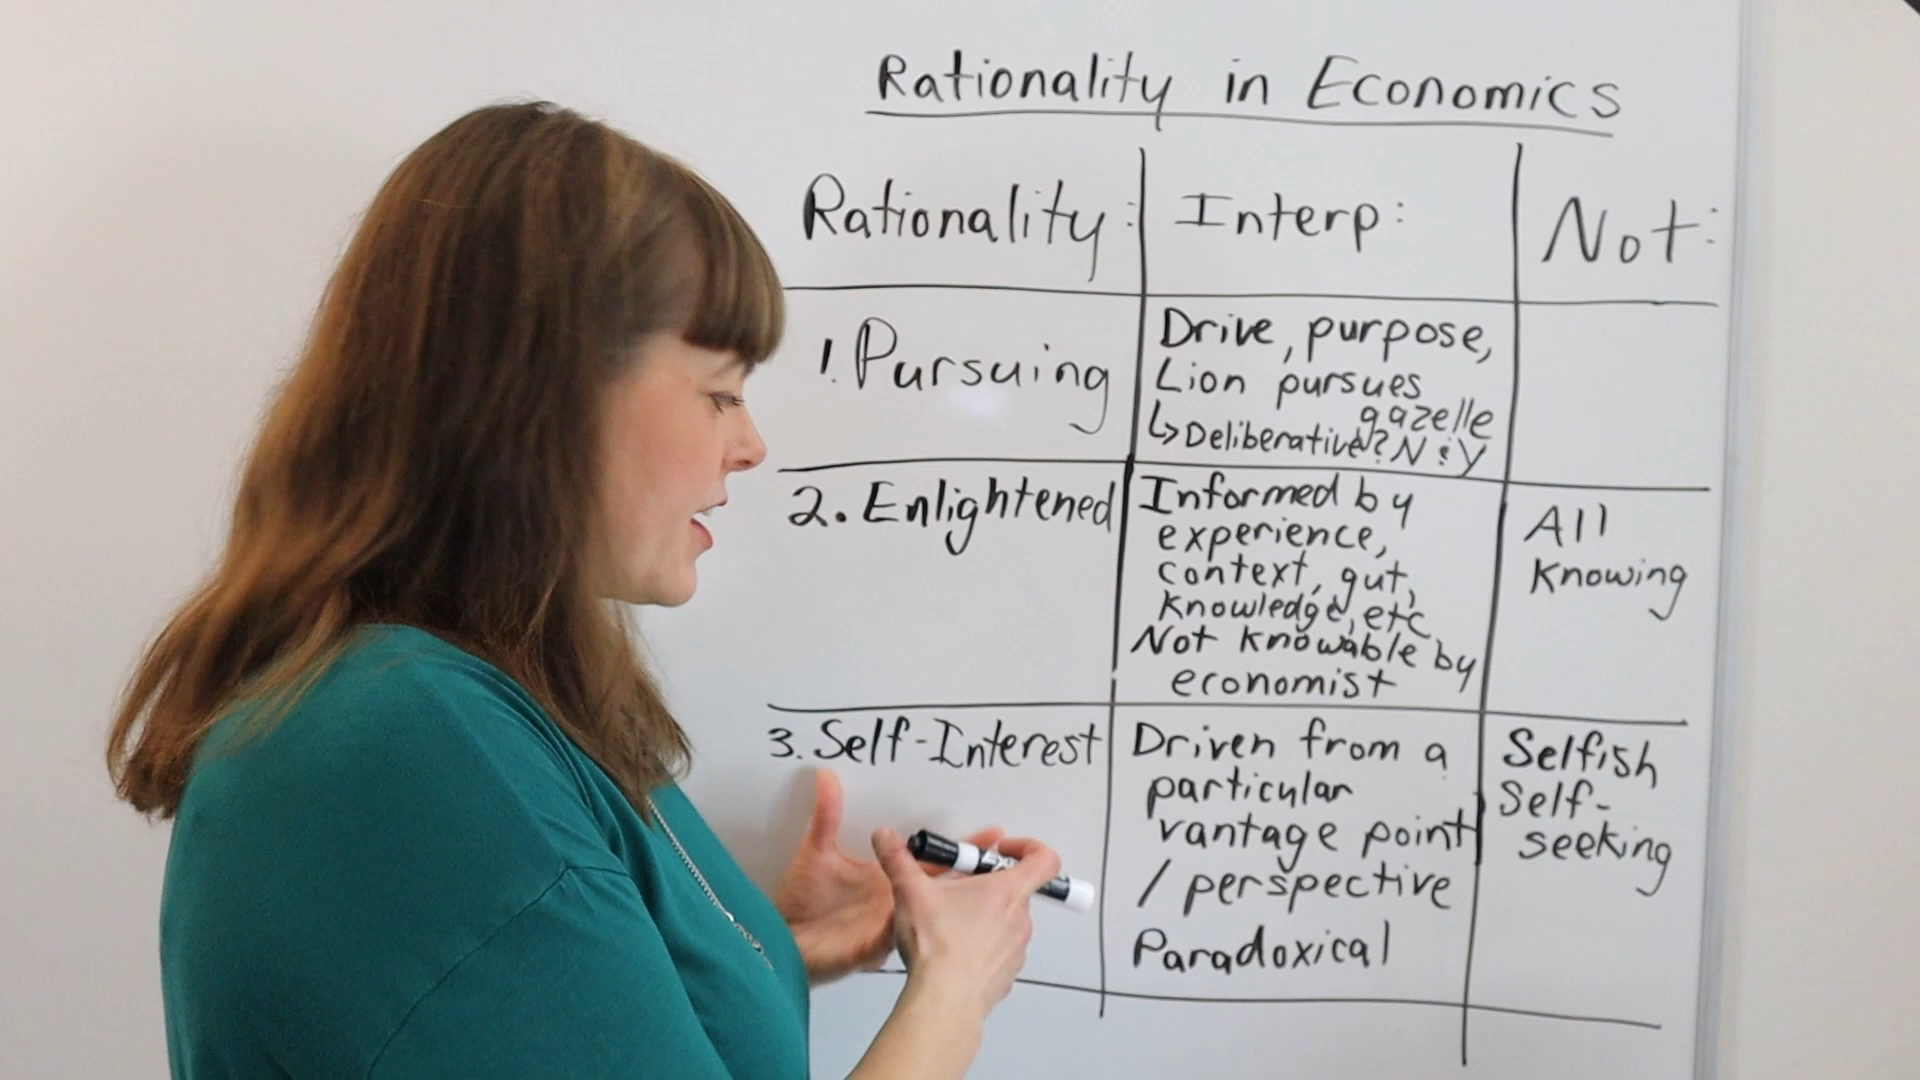 Rationality in Economics
Rationality:
Interp:
Not:
1. Pursuing
Drive, purpose,
Lion pursues
gazelle
↳ Deliberative? N & Y
2. Enlightened
Informed by
experience,
context, gut,
knowledge, etc
Not knowable by
economist
All
Knowing
3. Self-Interest
Driven from a
particular
vantage point
/ perspective
Paradoxical
Selfish
Self-
seeking